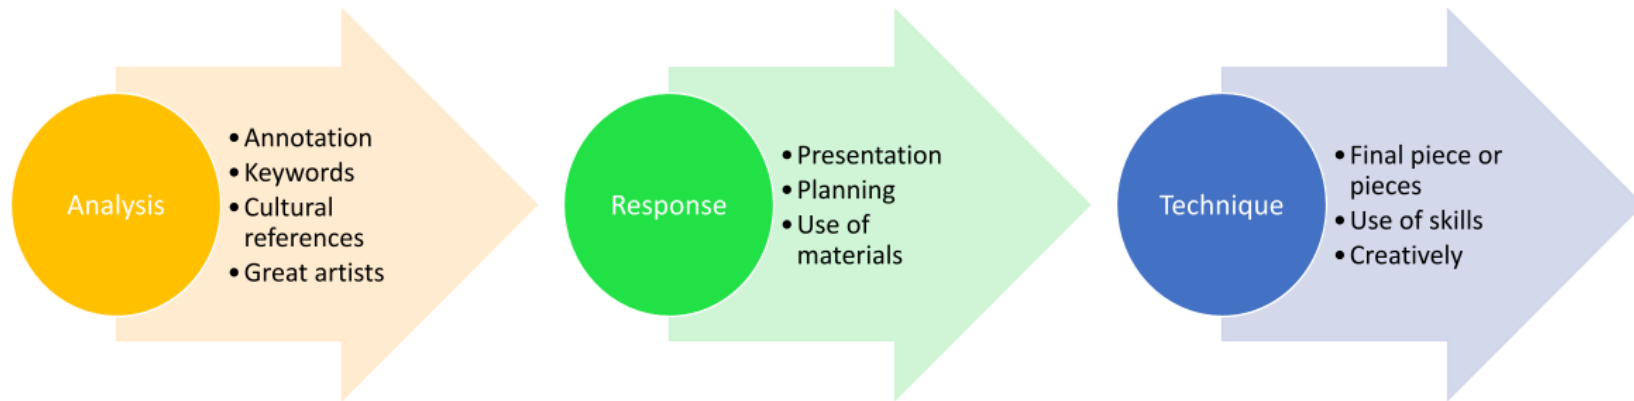 Analysis
• Annotation
• Keywords
• Cultural
references
• Great artists
Response
• Presentation
• Planning
• Use of
materials
Technique
• Final piece or
pieces
• Use of skills
• Creatively